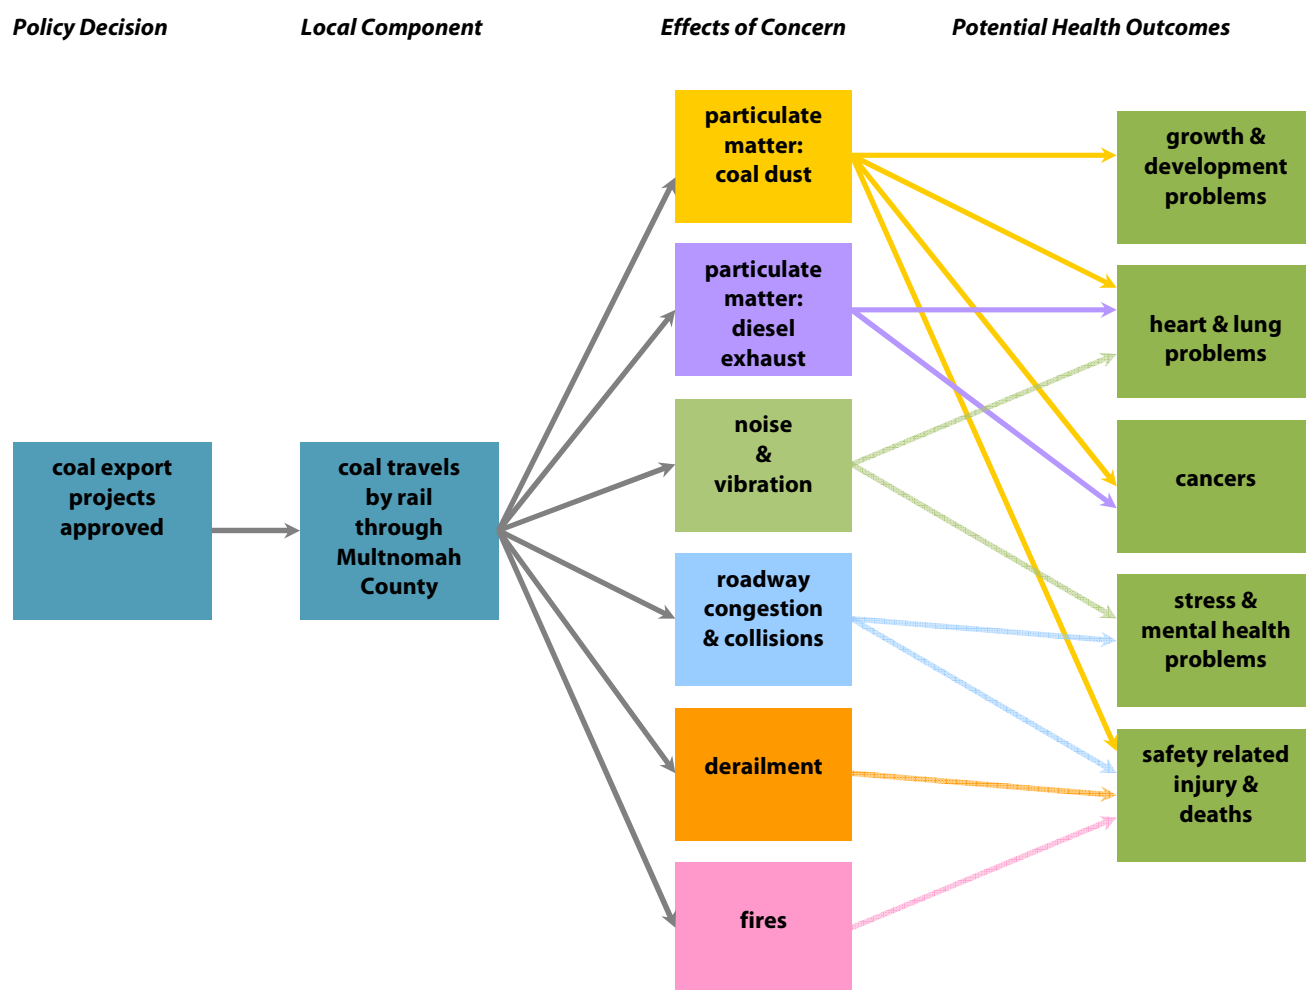 Policy Decision
Local Component
Effects of Concern
Potential Health Outcomes
coal export
projects
approved
coal travels
by rail
through
Multnomah
County
particulate
matter:
coal dust
particulate
matter:
diesel
exhaust
noise
&
vibration
roadway
congestion
& collisions
derailment
fires
growth &
development
problems
heart & lung
problems
cancers
stress &
mental health
problems
safety related
injury &
deaths